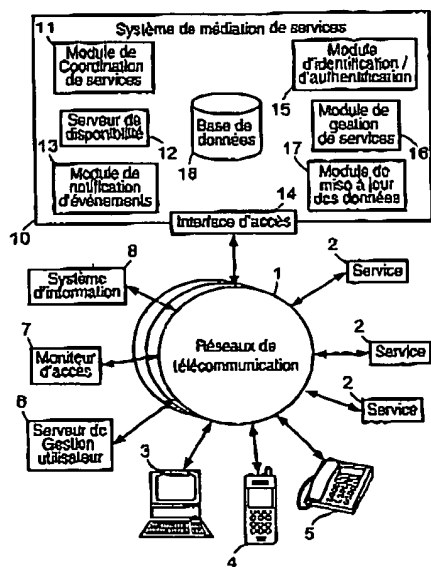 11
Système de médiation de services
Module de
Coordination
de services
Module
d'identification /
d'authentification
15
Serveur de
disponibilité
12
Base de
données
18
Module de
gestion
de services
16
13
Module de
notification
d'événements
17
Module de
mise à jour
des données
14
10
Interface d'accès
8
Système
d'information
1
2
Service
7
Moniteur
d'accès
Réseaux de
télécommunication
2
Service
2
Service
6
Serveur de
Gestion
utilisateur
3
4
5